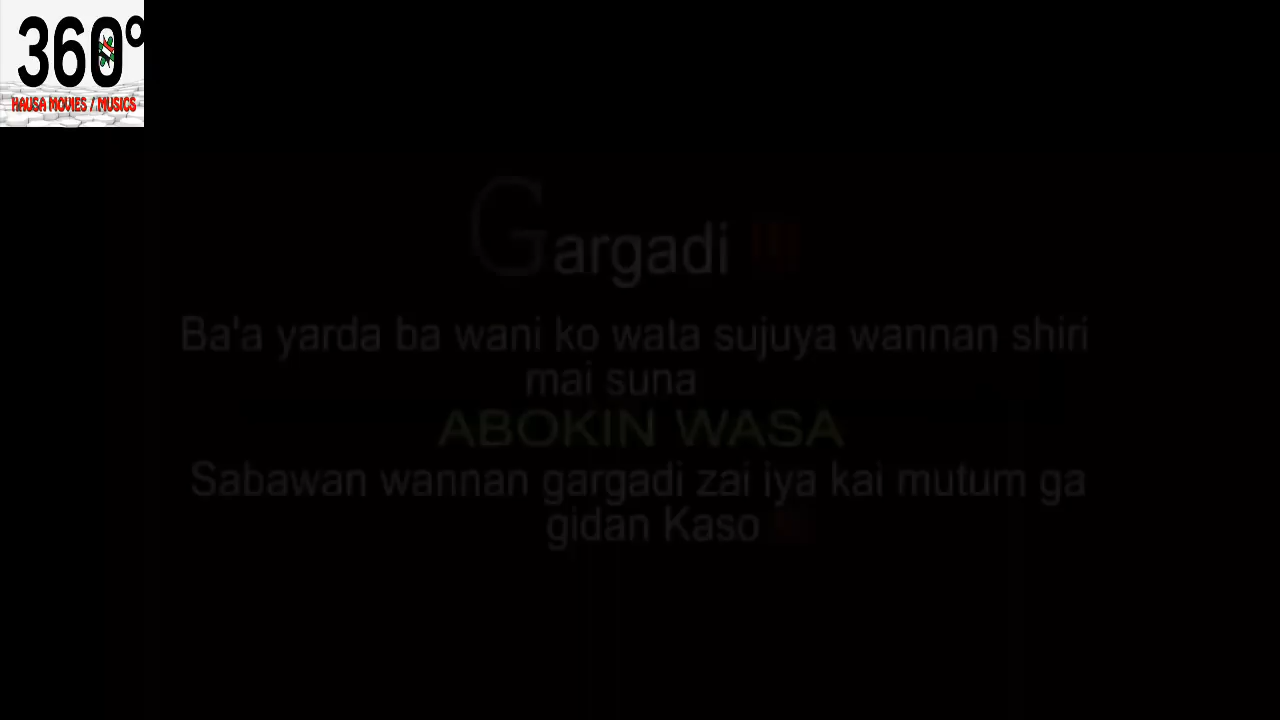 360°
HAUSA MOVIES / MUSICS
Gargadi !!!
Ba'a yarda ba wani ko wata sujuya wannan shiri
mai suna
ABOKIN WASA
Sabawan wannan gargadi zai iya kai mutum ga
gidan Kaso